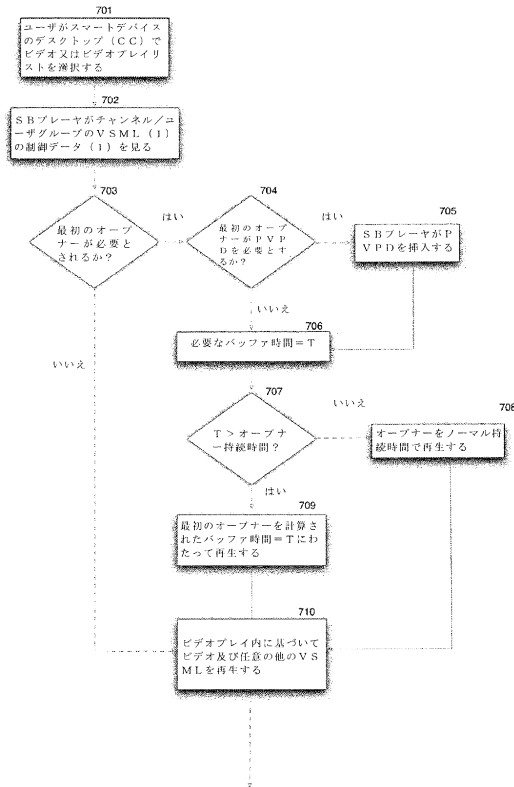 701
ユーザがスマートデバイス
のデスクトップ（CC）で
ビデオ又はビデオプレイリ
ストを選択する
702
SBプレーヤがチャンネル／ユ
ーザグループのVSML（1）
の制御データ（1）を見る
703
最初のオープ
ナーが必要と
されるか？
はい
704
最初のオープ
ナーがPVP
Dを必要とす
るか？
はい
705
SBプレーヤがP
VPDを挿入する
いいえ
706
必要なバッファ時間＝T
いいえ
707
T＞オープナ
ー持続時間？
いいえ
708
オープナーをノーマル持
続時間で再生する
はい
709
最初のオープナーを計算され
たバッファ時間＝Tにわ
たって再生する
710
ビデオプレイ内に基づいて
ビデオ及び任意の他のVS
MLを再生する